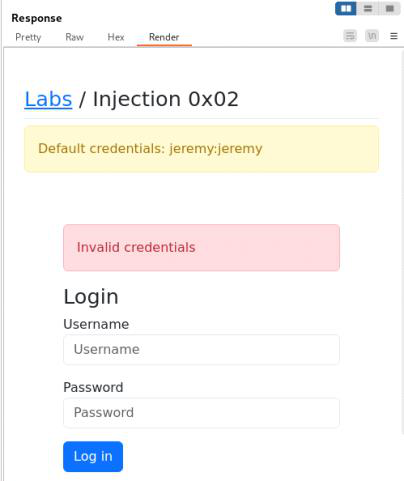 Response
Pretty Raw Hex Render
\n
Labs / Injection 0x02
Default credentials: jeremy:jeremy
Invalid credentials
Login
Username
Username
Password
Password
Log in